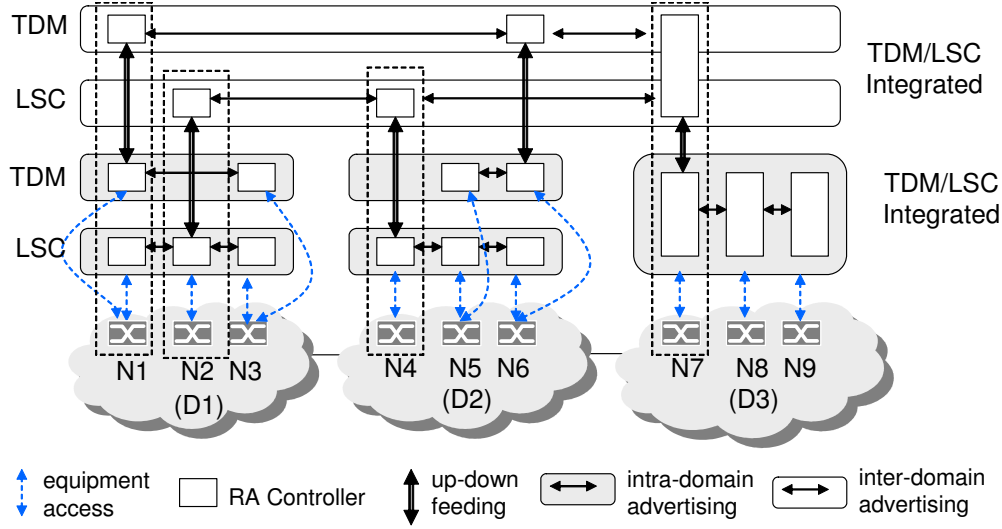 TDM
TDM/LSC
Integrated
LSC
TDM
TDM/LSC
Integrated
LSC
N1 N2 N3 N4 N5 N6 N7 N8 N9
(D1) (D2) (D3)
equipment
access
RA Controller
up-down
feeding
intra-domain
advertising
inter-domain
advertising